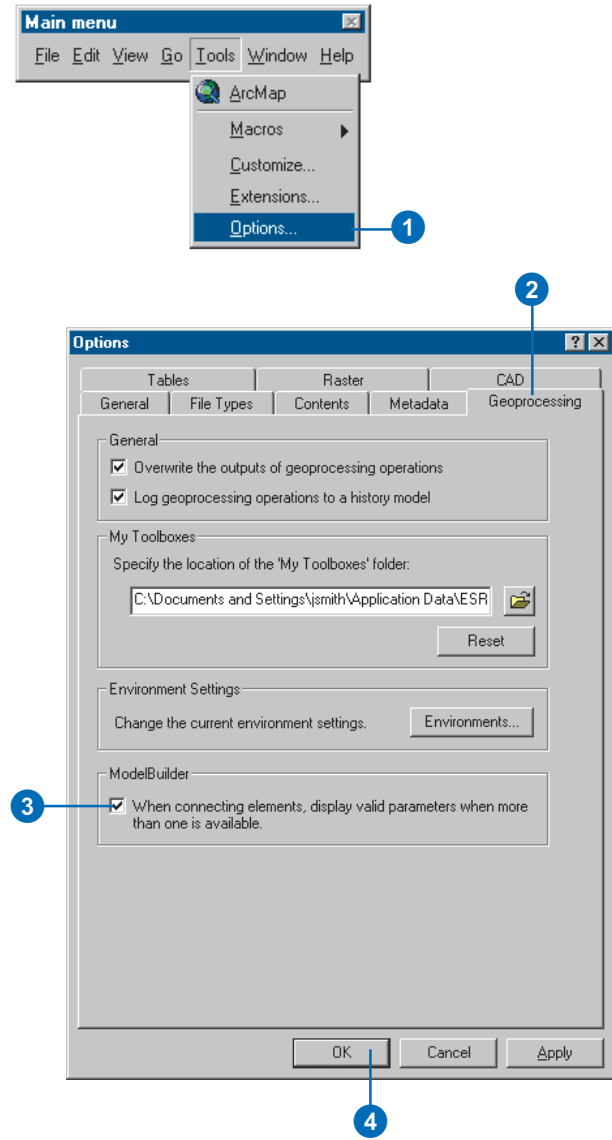 Main menu
File Edit View Go Tools Window Help
ArcMap
Macros
Customize...
Extensions...
Options...
1
2
Options
Tables Raster CAD
General File Types Contents Metadata Geoprocessing
General
Overwrite the outputs of geoprocessing operations
Log geoprocessing operations to a history model
My Toolboxes
Specify the location of the 'My Toolboxes' folder:
C:\Documents and Settings\jsmith\Application Data\ESR
Reset
Environment Settings
Change the current environment settings. Environments...
ModelBuilder
3
When connecting elements, display valid parameters when more
than one is available.
OK Cancel Apply
4